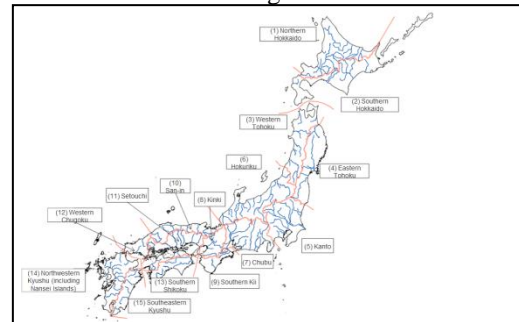 (1) Northern
Hokkaido
(2) Southern
Hokkaido
(3) Western
Tohoku
(6)
Hokuriku
(4) Eastern
Tohoku
(10)
San-in
(11) Setouchi
(8) Kinki
(12) Western
Chugoku
(5) Kanto
(7) Chubu
(14) Northwestern
Kyushu (including
Nansei Islands)
(13) Southern
Shikoku
(9) Southern Kii
(15) Southeastern
Kyushu